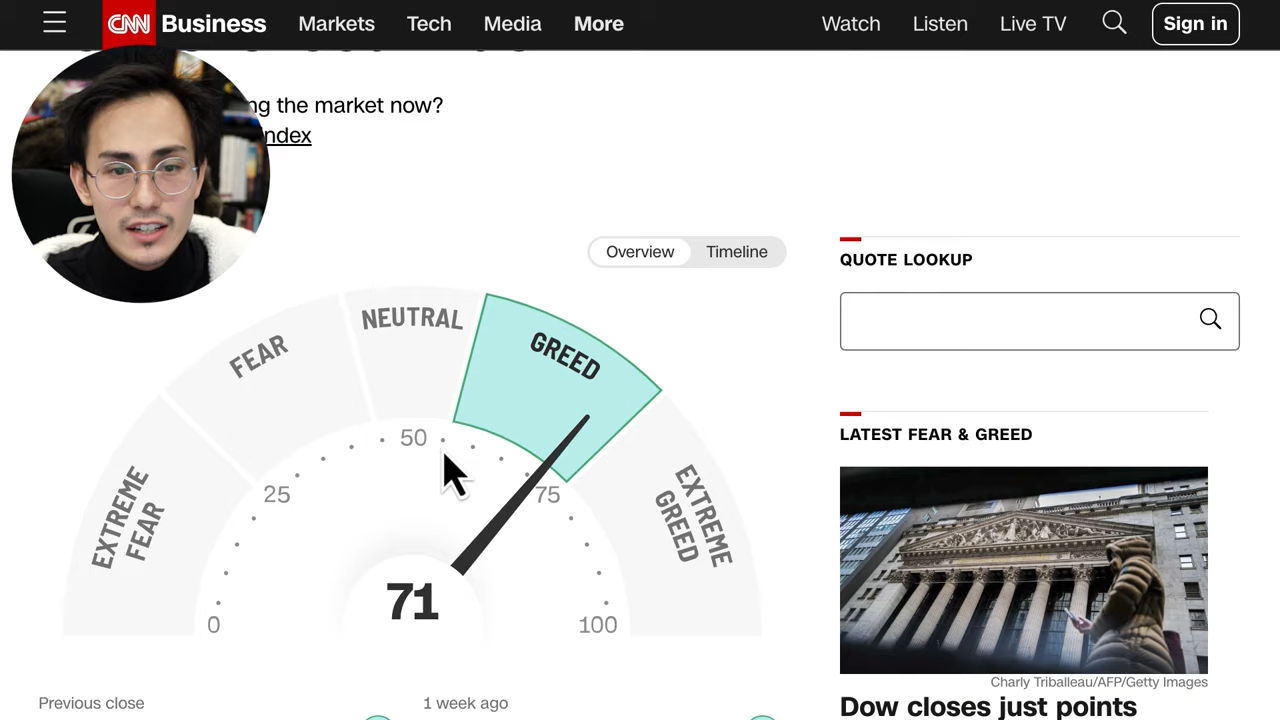 CNN Business Markets Tech Media More Watch Listen Live TV Sign in
the market now?
Overview Timeline
QUOTE LOOKUP
EXTREME FEAR
FEAR
NEUTRAL
GREED
EXTREME GREED
0
25
50
75
100
71
LATEST FEAR & GREED
Charly Triballeau/AFP/Getty Images
Dow closes just points
Previous close
1 week ago